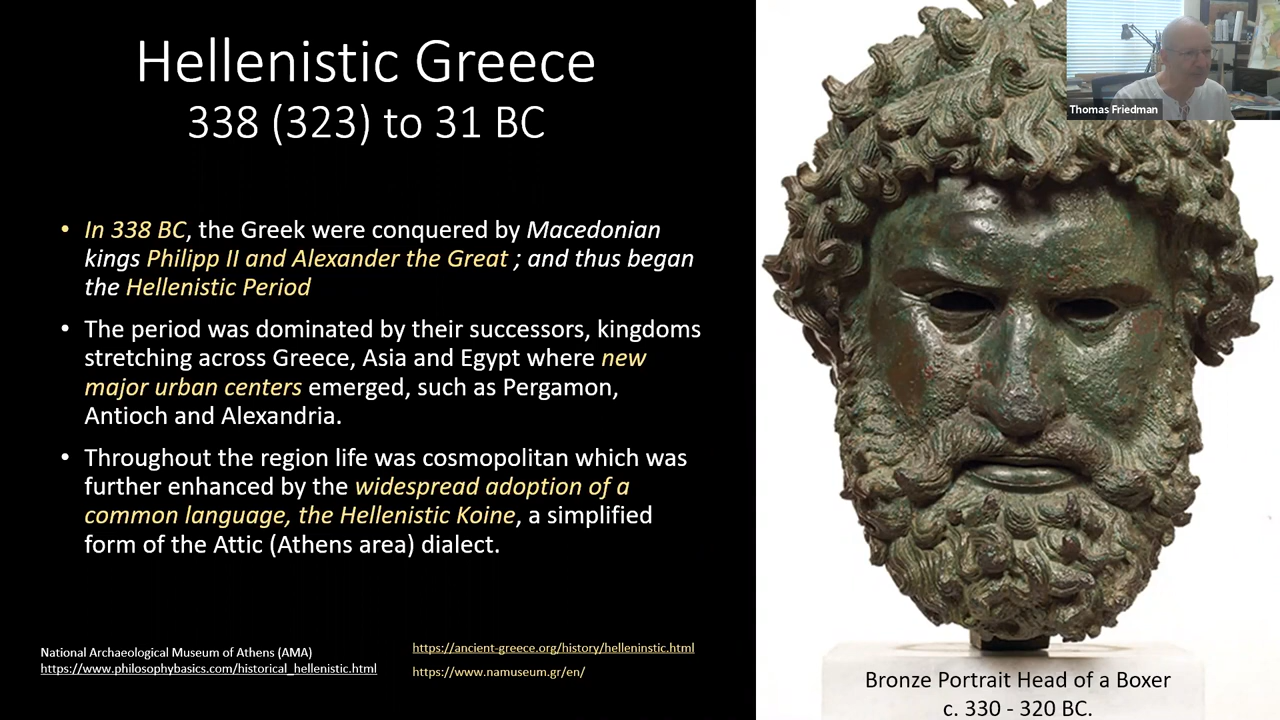 Hellenistic Greece
338 (323) to 31 BC
• In 338 BC, the Greek were conquered by Macedonian
kings Philipp II and Alexander the Great ; and thus began
the Hellenistic Period
• The period was dominated by their successors, kingdoms
stretching across Greece, Asia and Egypt where new
major urban centers emerged, such as Pergamon,
Antioch and Alexandria.
• Throughout the region life was cosmopolitan which was
further enhanced by the widespread adoption of a
common language, the Hellenistic Koine, a simplified
form of the Attic (Athens area) dialect.
National Archaeological Museum of Athens (AMA)
https://www.philosophybasics.com/historical_hellenistic.html
https://ancient-greece.org/history/helleninstic.html
https://www.namuseum.gr/en/
Thomas Friedman
Bronze Portrait Head of a Boxer
c. 330 - 320 BC.